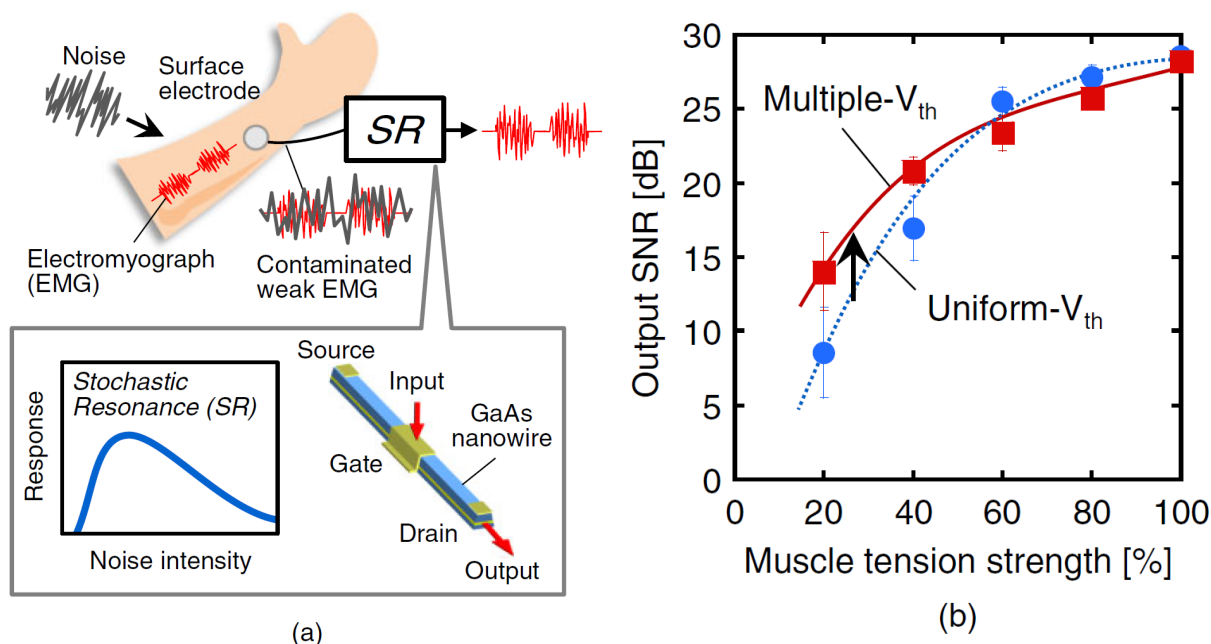 Noise
Surface
electrode
SR
Electromyograph
(EMG)
Contaminated
weak EMG
Stochastic
Resonance (SR)
Response
Noise intensity
Source
Input
GaAs
nanowire
Gate
Drain
Output
(a)
30
25
20
15
10
5
0
Output SNR [dB]
Multiple-Vth
Uniform-Vth
0 20 40 60 80 100
Muscle tension strength [%]
(b)